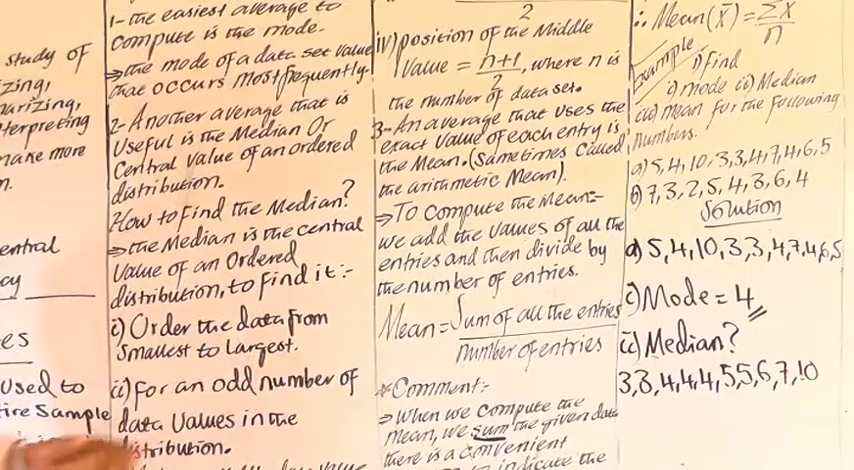 study of
zing,
arizing,
terpreting
make more
n.
entral
cy
es
used to
tire Sample
1- the easiest average to
compute is the mode.
⇒ the mode of a data set value
that occurs most frequently.
2- Another average that is
useful is the Median Or
Central value of an ordered
distribution.
How to find the Median?
⇒ the Median is the central
Value of an Ordered
distribution, to find it:-
i) Order the data from
smallest to Largest.
ii) for an odd number of
data Values in the
distribution.
2
iv) position of the Middle
Value = n+1/2, where n is
the number of data set.
3- An average that uses the
exact Value of each entry is
the Mean. (Sometimes called
the arithmetic Mean).
⇒ To compute the Mean:-
we add the values of all the
entries and then divide by
the number of entries.
Mean = Sum of all the entries
number of entries
* Comment:-
⇒ When we compute the
mean, we sum the given data
there is a convenient
to indicate the
∴ Mean (x̄) = ΣX/n
Example i) Find
i) mode ii) Median
iii) mean for the following
numbers.
a) 5,4,10,3,3,4,7,4,6,5
b) 7,3,2,5,4,3,6,4
Solution
a) 5,4,10,3,3,4,7,4,6,5
i) Mode = 4
ii) Median?
3,3,4,4,4,5,5,6,7,10